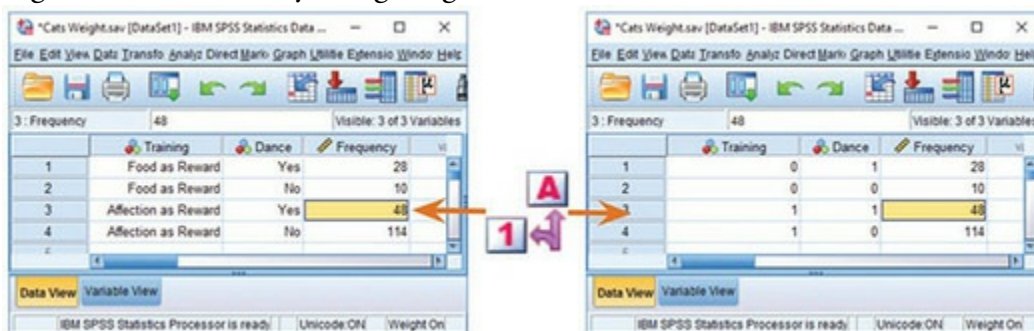 *Cats Weight.sav [DataSet1] - IBM SPSS Statistics Data ...
File Edit View Data Transfo Analyz Direct Mark Graph Utilitie Extensio Windo Help
3 : Frequency 48 Visible: 3 of 3 Variables
Training Dance Frequency
1 Food as Reward Yes 28
2 Food as Reward No 10
3 Affection as Reward Yes 48
4 Affection as Reward No 114
Data View Variable View
IBM SPSS Statistics Processor is ready Unicode:ON Weight On
A
1
*Cats Weight.sav [DataSet1] - IBM SPSS Statistics Data ...
File Edit View Data Transfo Analyz Direct Mark Graph Utilitie Extensio Windo Help
3 : Frequency 48 Visible: 3 of 3 Variables
Training Dance Frequency
1 0 1 28
2 0 0 10
3 1 1 48
4 1 0 114
Data View Variable View
IBM SPSS Statistics Processor is ready Unicode:ON Weight On